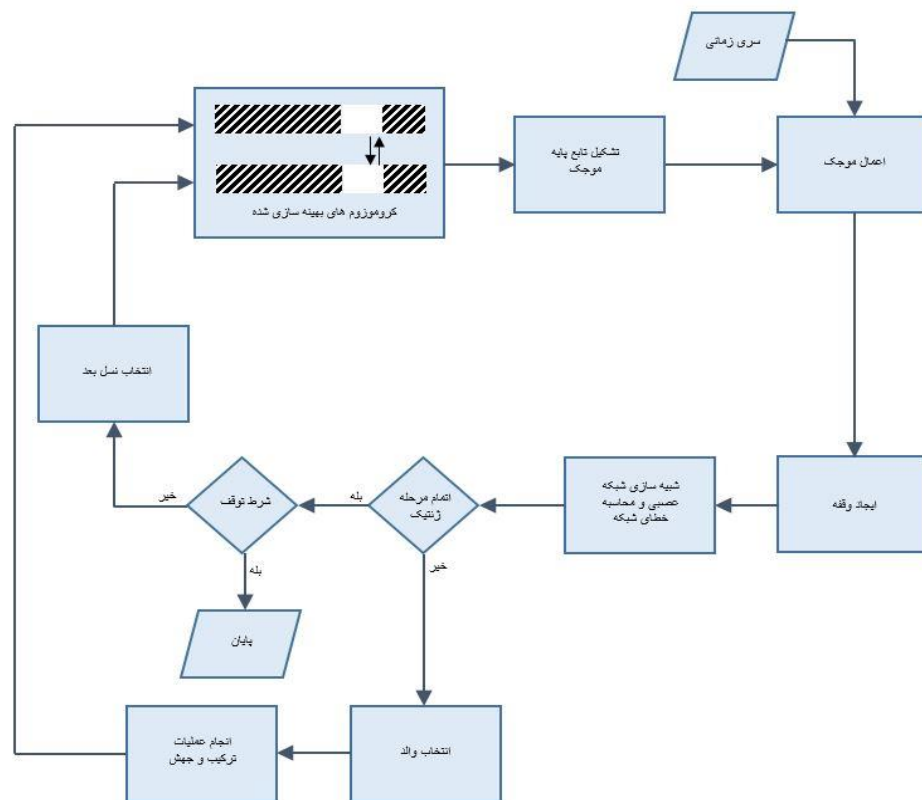 سری زمانی
کروموزوم های بهینه سازی شده
تشکیل تابع پایه
موجک
اعمال موجک
انتخاب نسل بعد
ایجاد وقفه
شبیه سازی شبکه
عصبی و محاسبه
خطای شبکه
اتمام مرحله
ژنتیک
بله
خیر
شرط توقف
خیر
بله
پایان
انتخاب والد
انجام عملیات
ترکیب و جهش